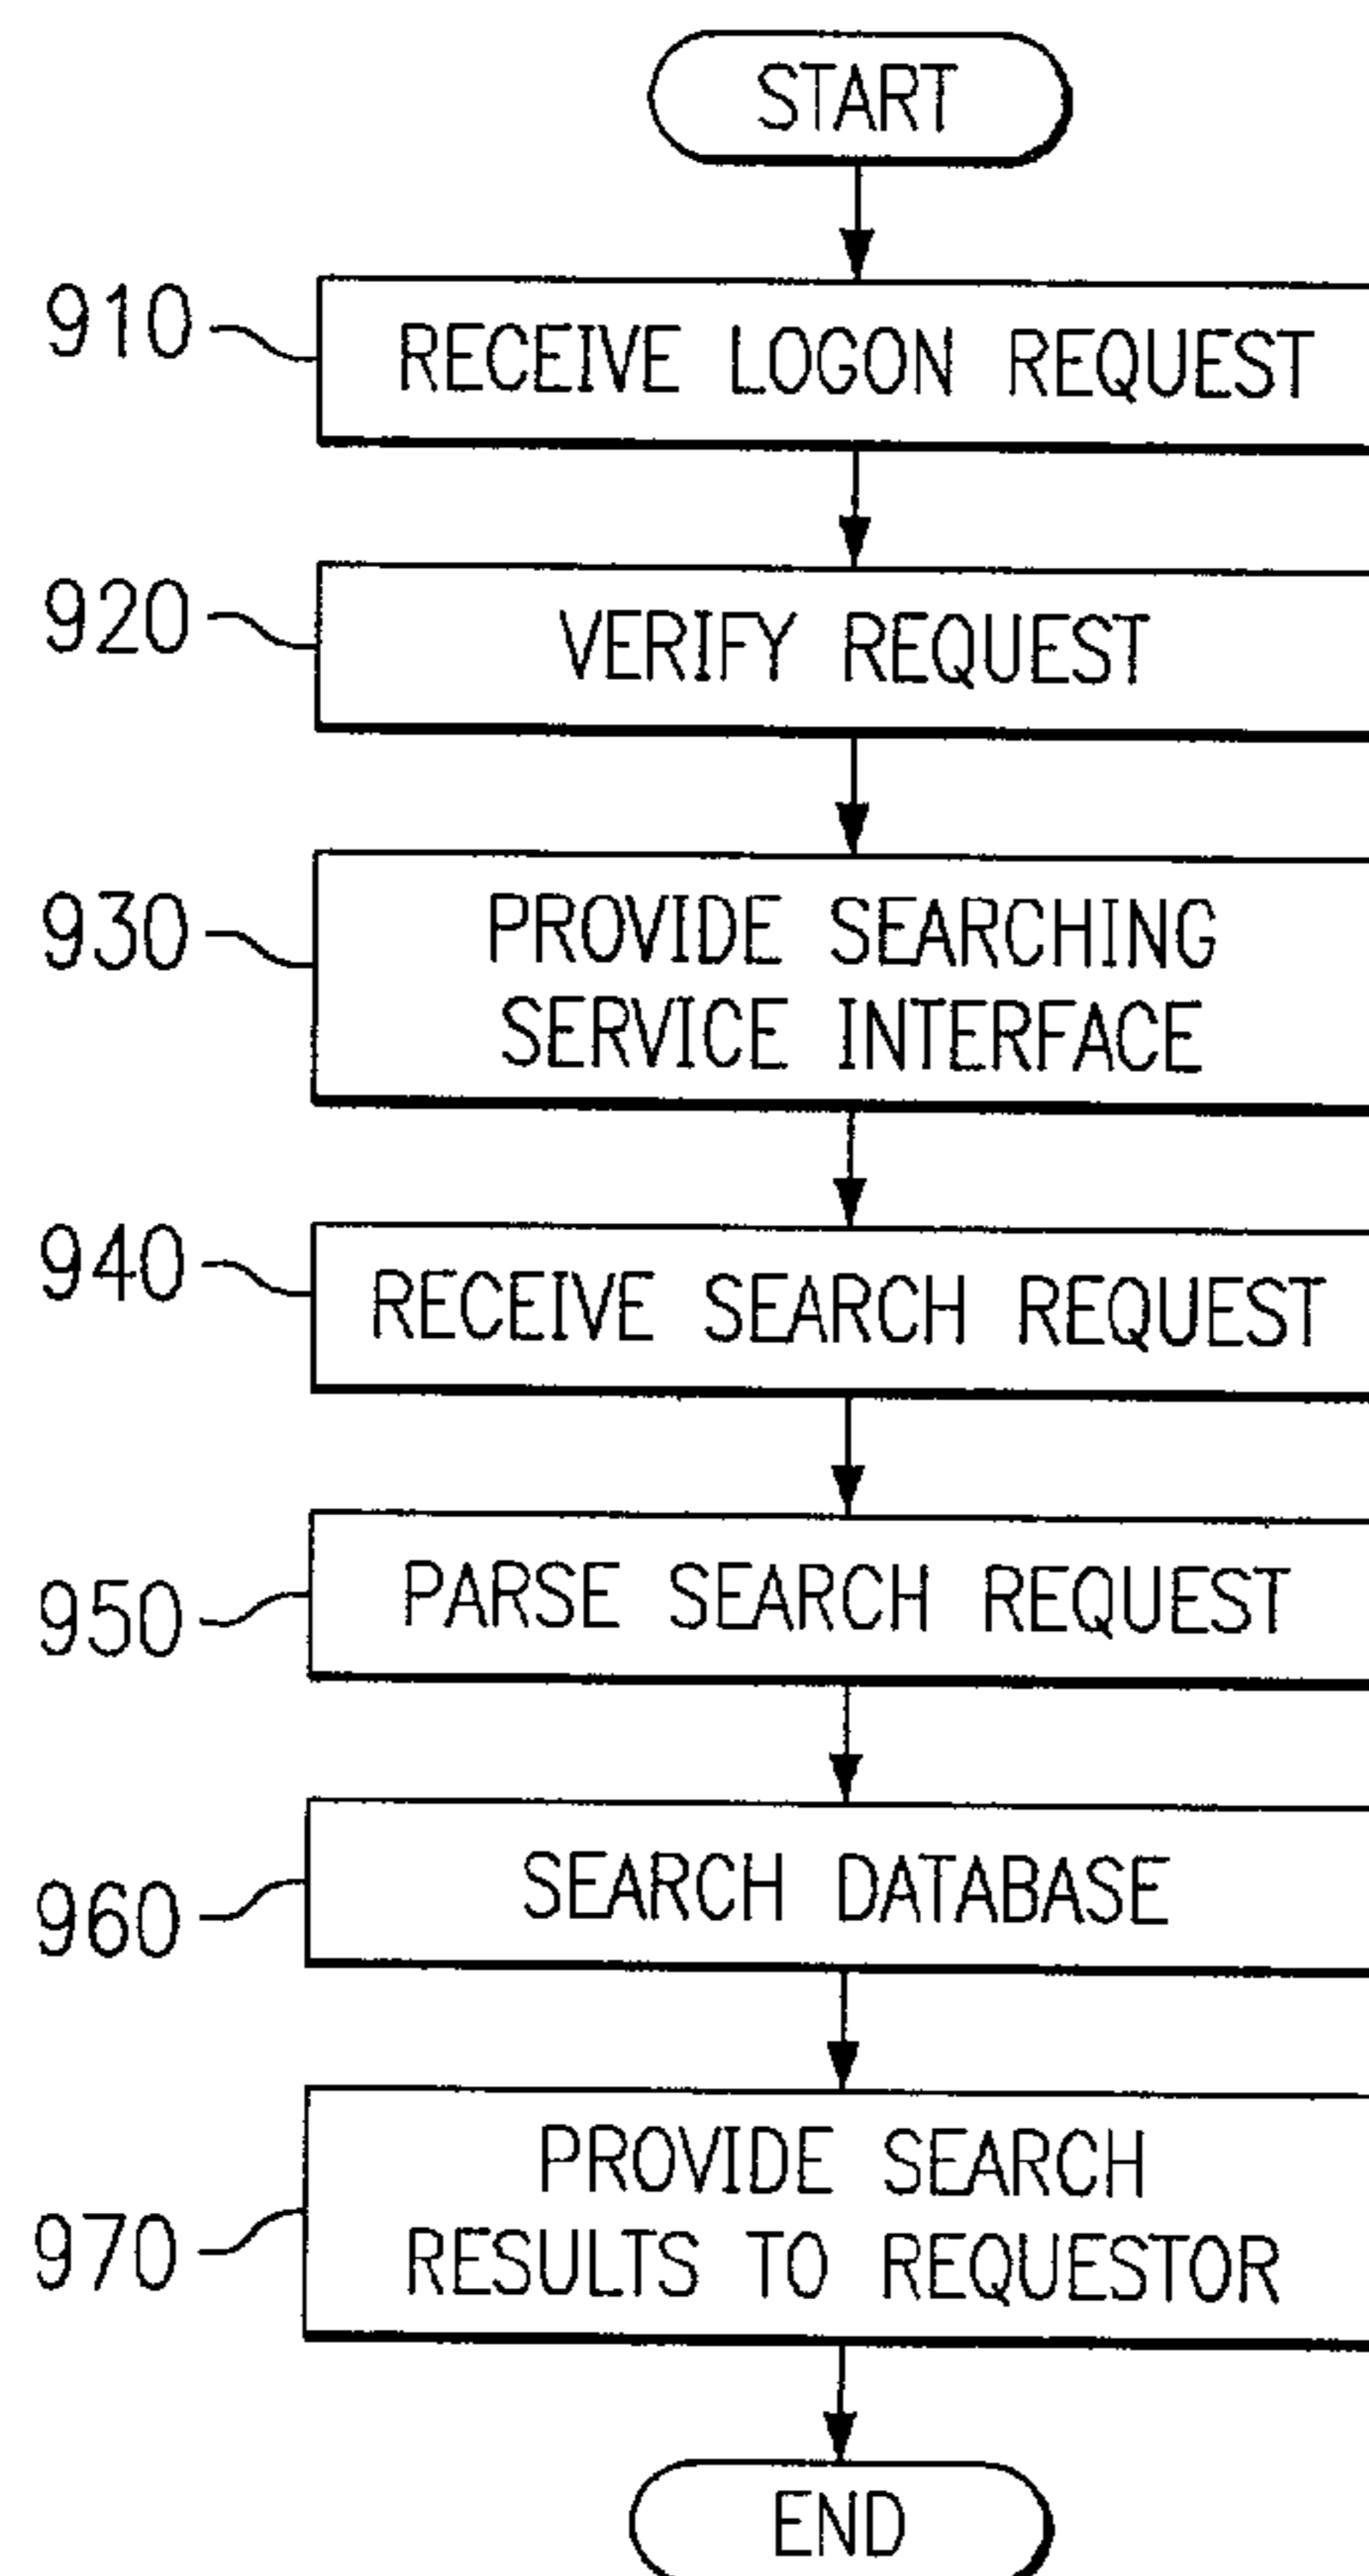 START
910
RECEIVE LOGON REQUEST
920
VERIFY REQUEST
930
PROVIDE SEARCHING
SERVICE INTERFACE
940
RECEIVE SEARCH REQUEST
950
PARSE SEARCH REQUEST
960
SEARCH DATABASE
970
PROVIDE SEARCH
RESULTS TO REQUESTOR
END